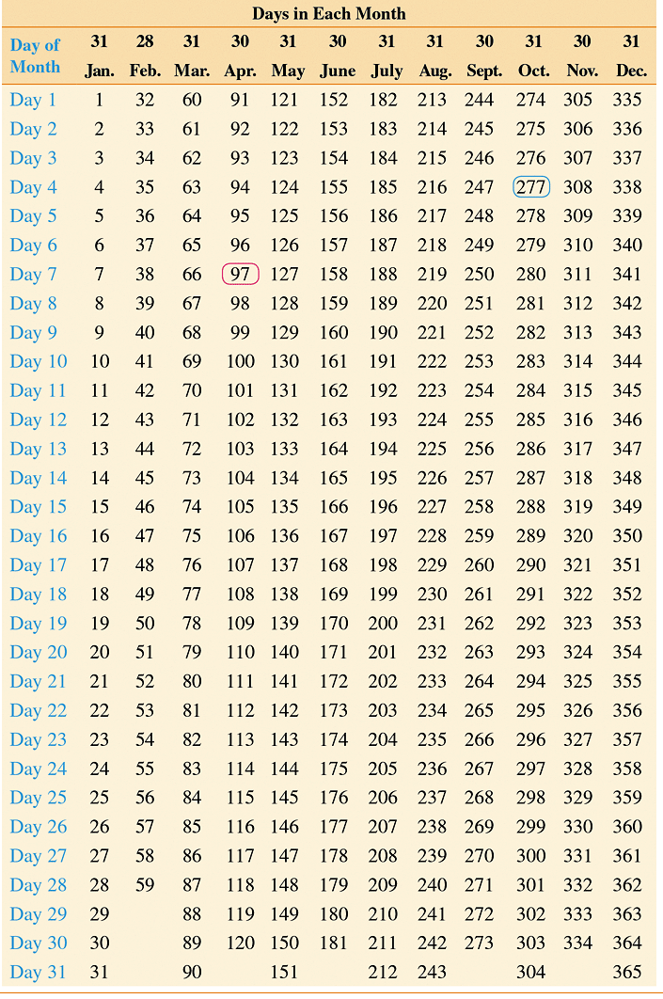 Days in Each Month
Day of Month 31 Jan. 28 Feb. 31 Mar. 30 Apr. 31 May 30 June 31 July 31 Aug. 30 Sept. 31 Oct. 30 Nov. 31 Dec.
Day 1 1 32 60 91 121 152 182 213 244 274 305 335
Day 2 2 33 61 92 122 153 183 214 245 275 306 336
Day 3 3 34 62 93 123 154 184 215 246 276 307 337
Day 4 4 35 63 94 124 155 185 216 247 277 308 338
Day 5 5 36 64 95 125 156 186 217 248 278 309 339
Day 6 6 37 65 96 126 157 187 218 249 279 310 340
Day 7 7 38 66 97 127 158 188 219 250 280 311 341
Day 8 8 39 67 98 128 159 189 220 251 281 312 342
Day 9 9 40 68 99 129 160 190 221 252 282 313 343
Day 10 10 41 69 100 130 161 191 222 253 283 314 344
Day 11 11 42 70 101 131 162 192 223 254 284 315 345
Day 12 12 43 71 102 132 163 193 224 255 285 316 346
Day 13 13 44 72 103 133 164 194 225 256 286 317 347
Day 14 14 45 73 104 134 165 195 226 257 287 318 348
Day 15 15 46 74 105 135 166 196 227 258 288 319 349
Day 16 16 47 75 106 136 167 197 228 259 289 320 350
Day 17 17 48 76 107 137 168 198 229 260 290 321 351
Day 18 18 49 77 108 138 169 199 230 261 291 322 352
Day 19 19 50 78 109 139 170 200 231 262 292 323 353
Day 20 20 51 79 110 140 171 201 232 263 293 324 354
Day 21 21 52 80 111 141 172 202 233 264 294 325 355
Day 22 22 53 81 112 142 173 203 234 265 295 326 356
Day 23 23 54 82 113 143 174 204 235 266 296 327 357
Day 24 24 55 83 114 144 175 205 236 267 297 328 358
Day 25 25 56 84 115 145 176 206 237 268 298 329 359
Day 26 26 57 85 116 146 177 207 238 269 299 330 360
Day 27 27 58 86 117 147 178 208 239 270 300 331 361
Day 28 28 59 87 118 148 179 209 240 271 301 332 362
Day 29 29 88 119 149 180 210 241 272 302 333 363
Day 30 30 89 120 150 181 211 242 273 303 334 364
Day 31 31 90 151 212 243 304 365